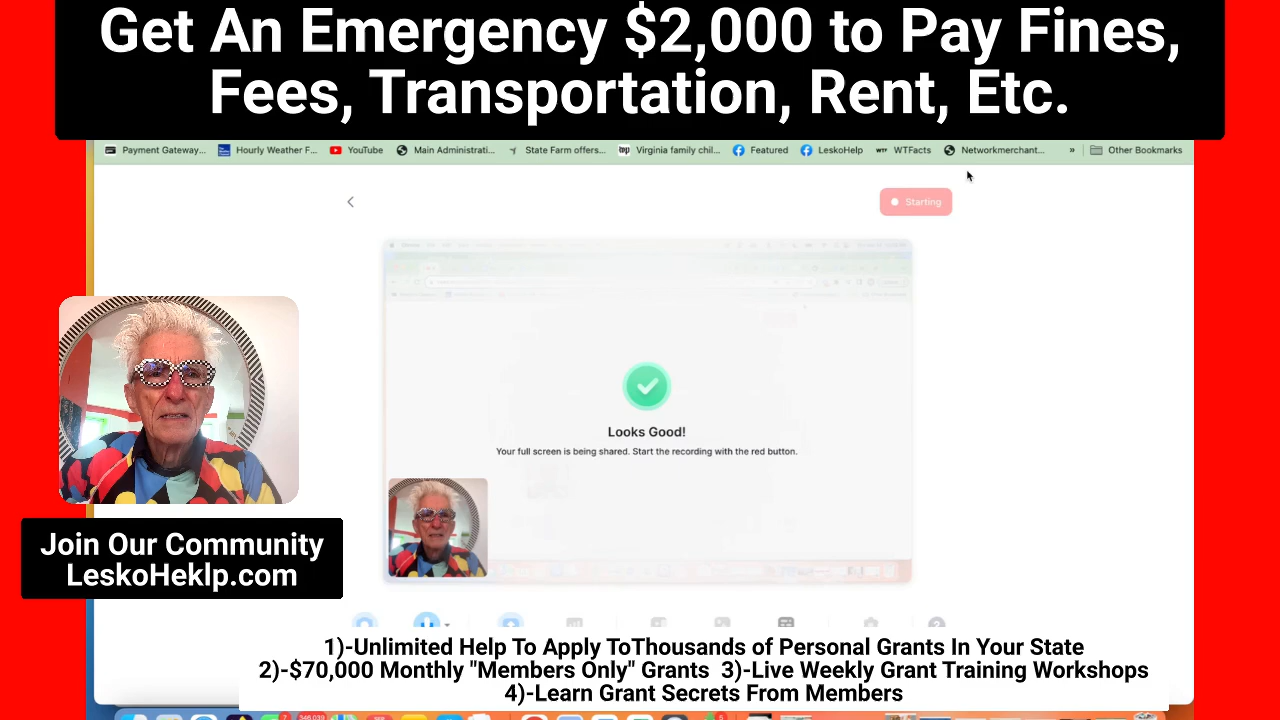 Get An Emergency $2,000 to Pay Fines,
Fees, Transportation, Rent, Etc.
Payment Gateway... Hourly Weather F... YouTube Main Administrati... State Farm offers... Virginia family chil... Featured LeskoHelp WTFacts Networkmerchant... » Other Bookmarks
Starting
Looks Good!
Your full screen is being shared. Start the recording with the red button.
Join Our Community
LeskoHeklp.com
1)-Unlimited Help To Apply ToThousands of Personal Grants In Your State
2)-$70,000 Monthly "Members Only" Grants 3)-Live Weekly Grant Training Workshops
4)-Learn Grant Secrets From Members